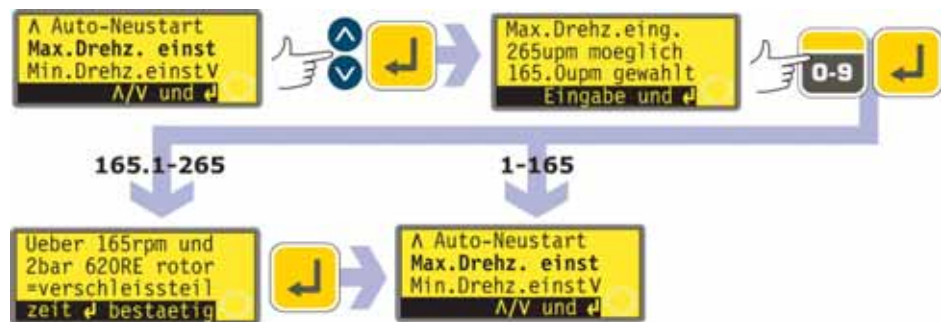 ʌ Auto-Neustart
Max.Drehz. einst
Min.Drehz.einstV
ʌ/V und ↲
Max.Drehz.eing.
265upm moeglich
165.0upm gewahlt
Eingabe und ↲
0-9
165.1-265
1-165
Ueber 165rpm und
2bar 620RE rotor
=verschleissteil
zeit ↲ bestaetig
ʌ Auto-Neustart
Max.Drehz. einst
Min.Drehz.einstV
ʌ/V und ↲